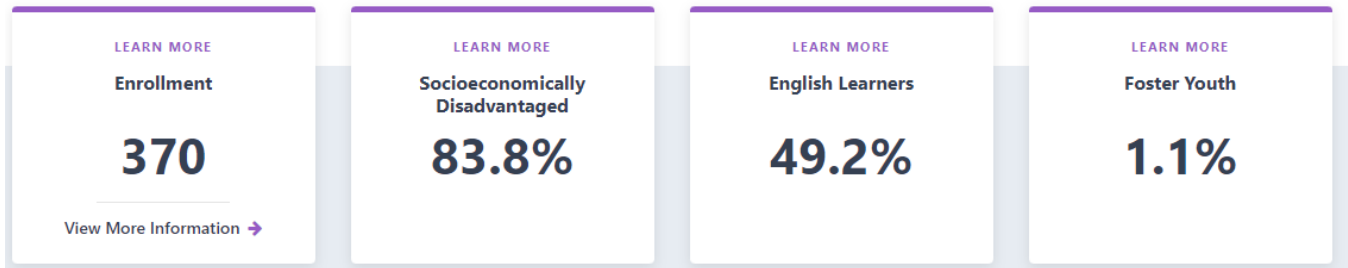 LEARN MORE
Enrollment
370
View More Information
LEARN MORE
Socioeconomically
Disadvantaged
83.8%
LEARN MORE
English Learners
49.2%
LEARN MORE
Foster Youth
1.1%